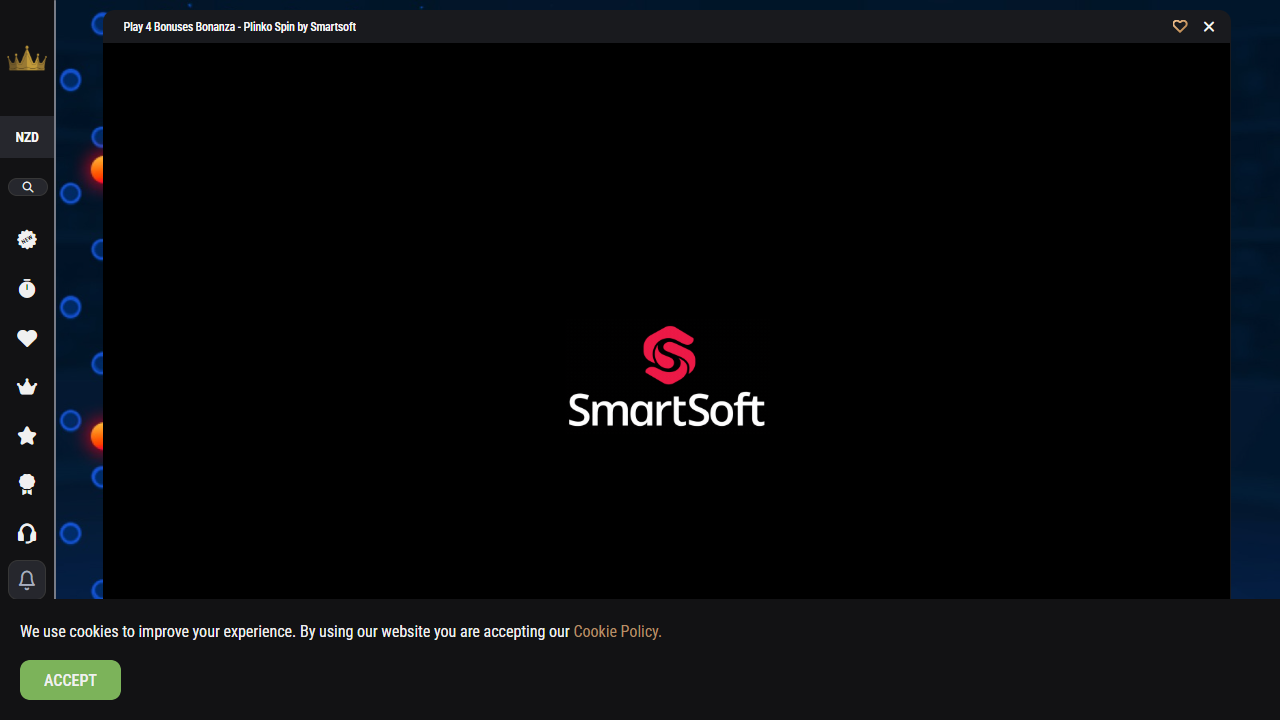 Play 4 Bonuses Bonanza - Plinko Spin by Smartsoft
NZD
NEW
SmartSoft
We use cookies to improve your experience. By using our website you are accepting our Cookie Policy.
ACCEPT